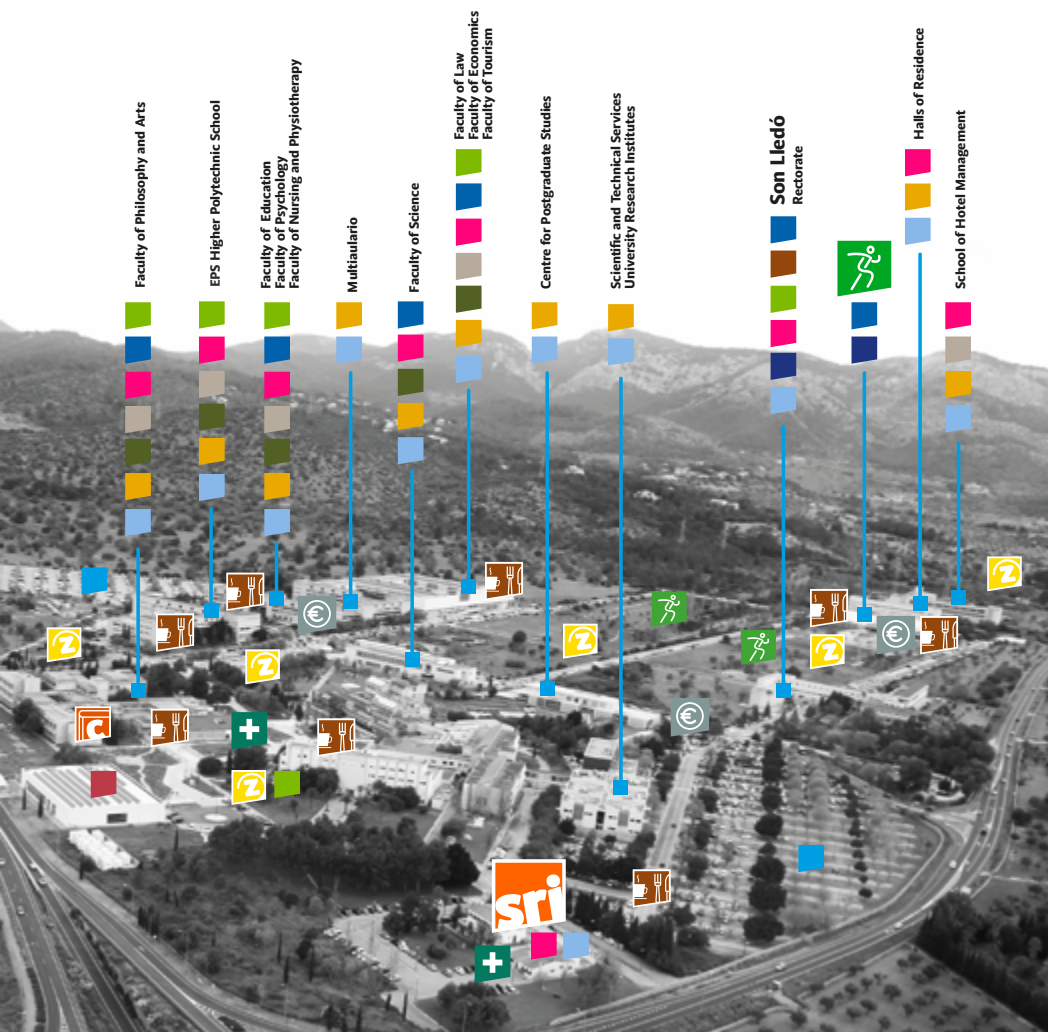 Faculty of Philosophy and Arts
EPS Higher Polytechnic School
Faculty of Education
Faculty of Psychology
Faculty of Nursing and Physiotherapy
Multiaulario
Faculty of Science
Faculty of Law
Faculty of Economics
Faculty of Tourism
Centre for Postgraduate Studies
Scientific and Technical Services
University Research Institutes
Son Lledó
Rectorate
Halls of Residence
School of Hotel Management
z
€
z
z
z
z
€
c
€
z
sri